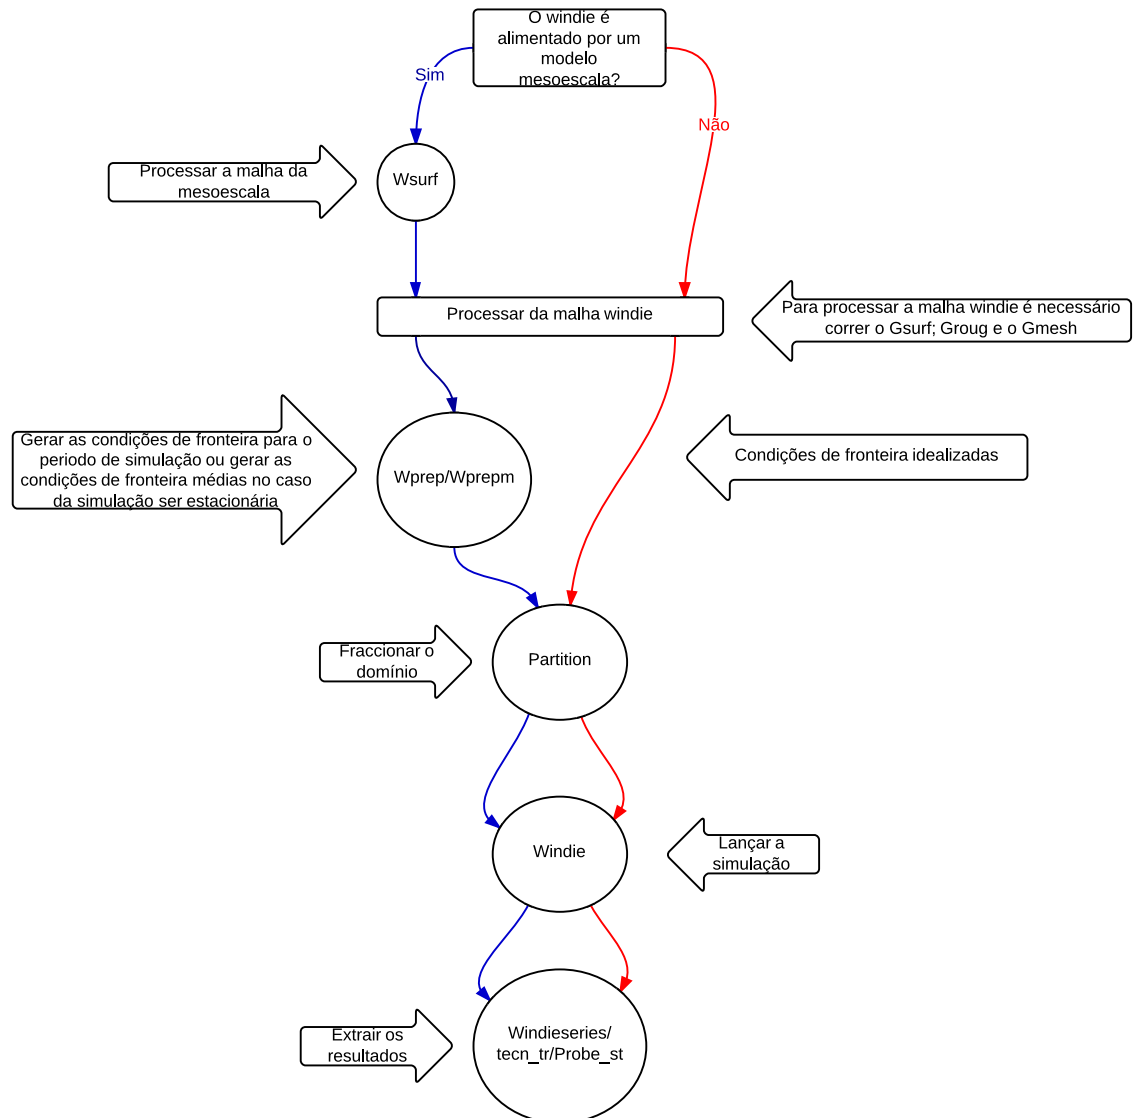 O windie é
alimentado por um
modelo
mesoescala?
Sim
Não
Processar a malha da
mesoescala
Wsurf
Processar da malha windie
Para processar a malha windie é necessário
correr o Gsurf; Groug e o Gmesh
Gerar as condições de fronteira para o
periodo de simulação ou gerar as
condições de fronteira médias no caso
da simulação ser estacionária
Wprep/Wprepm
Condições de fronteira idealizadas
Fraccionar o
domínio
Partition
Windie
Lançar a
simulação
Extrair os
resultados
Windieseries/
tecn_tr/Probe_st